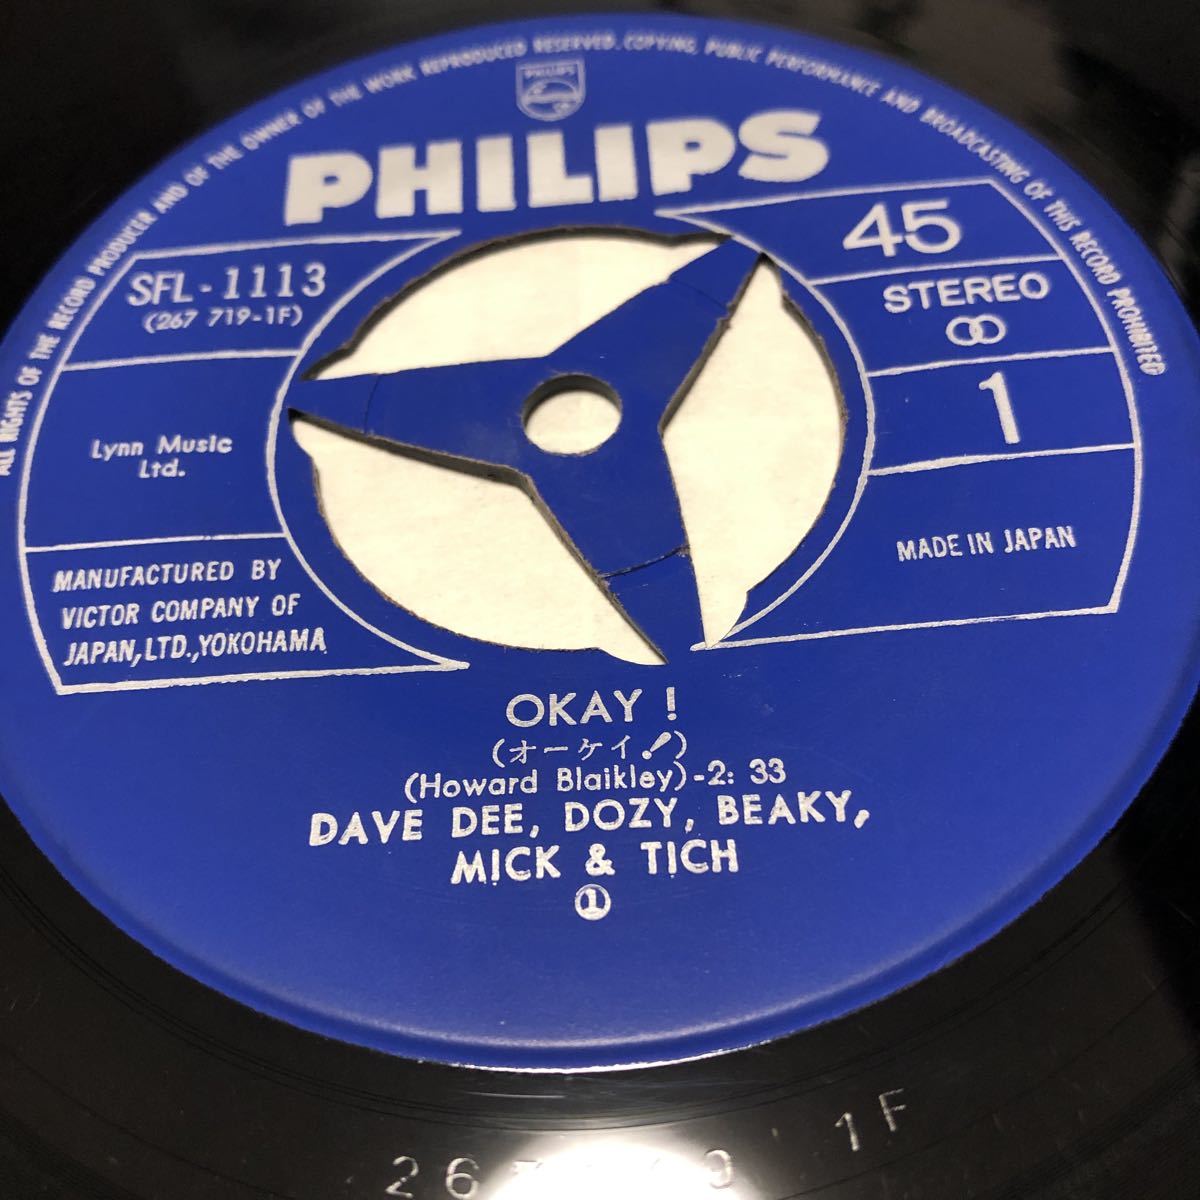 ALL RIGHTS OF THE RECORD PRODUCER AND OF THE OWNER OF THE WORK REPRODUCED RESERVED. COPYING, PUBLIC PERFORMANCE AND BROADCASTING OF THIS RECORD PROHIBITED
PHILIPS
PHILIPS
SFL-1113
(267 719-1F)
45
STEREO
1
Lynn Music
Ltd.
MADE IN JAPAN
MANUFACTURED BY
VICTOR COMPANY OF
JAPAN, LTD., YOKOHAMA
OKAY !
(オーケイ!)
(Howard Blaikley)-2: 33
DAVE DEE, DOZY, BEAKY,
MICK & TICH
①
1F